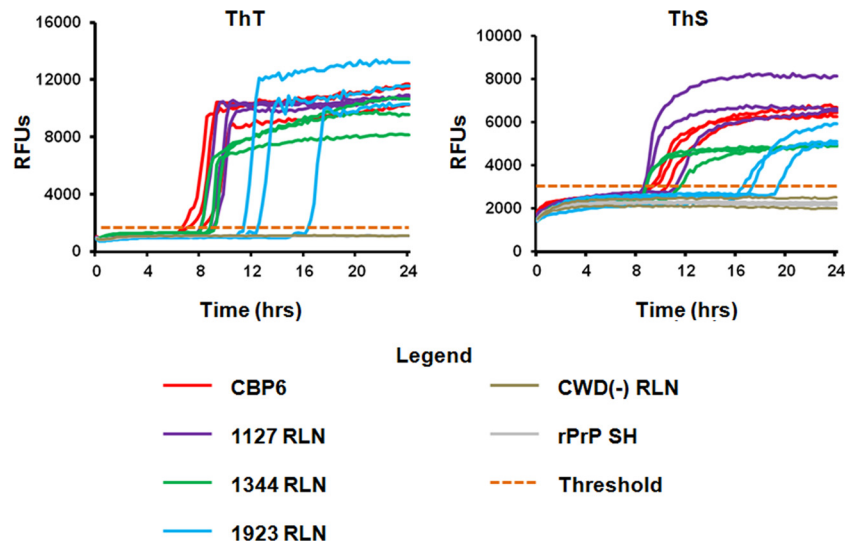 ThT
RFUs
16000
12000
8000
4000
0
0 4 8 12 16 20 24
Time (hrs)
ThS
RFUs
10000
8000
6000
4000
2000
0
0 4 8 12 16 20 24
Time (hrs)
Legend
CBP6
1127 RLN
1344 RLN
1923 RLN
CWD(-) RLN
rPrP SH
Threshold